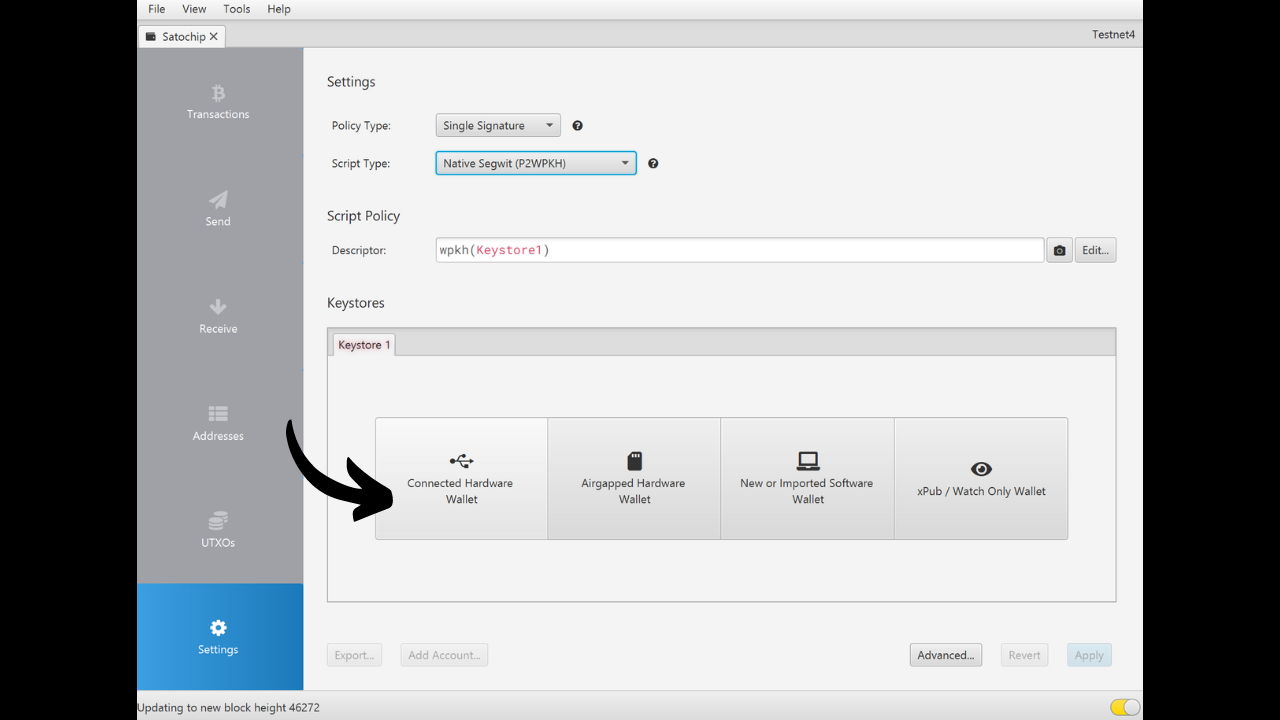 File View Tools Help
Satochip
Testnet4
Transactions
Send
Receive
Addresses
UTXOs
Settings
Settings
Policy Type: Single Signature
Script Type: Native Segwit (P2WPKH)
Script Policy
Descriptor: wpkh(Keystore1) Edit...
Keystores
Keystore 1
Connected Hardware
Wallet
Airgapped Hardware
Wallet
New or Imported Software
Wallet
xPub / Watch Only Wallet
Export... Add Account... Advanced... Revert Apply
Updating to new block height 46272